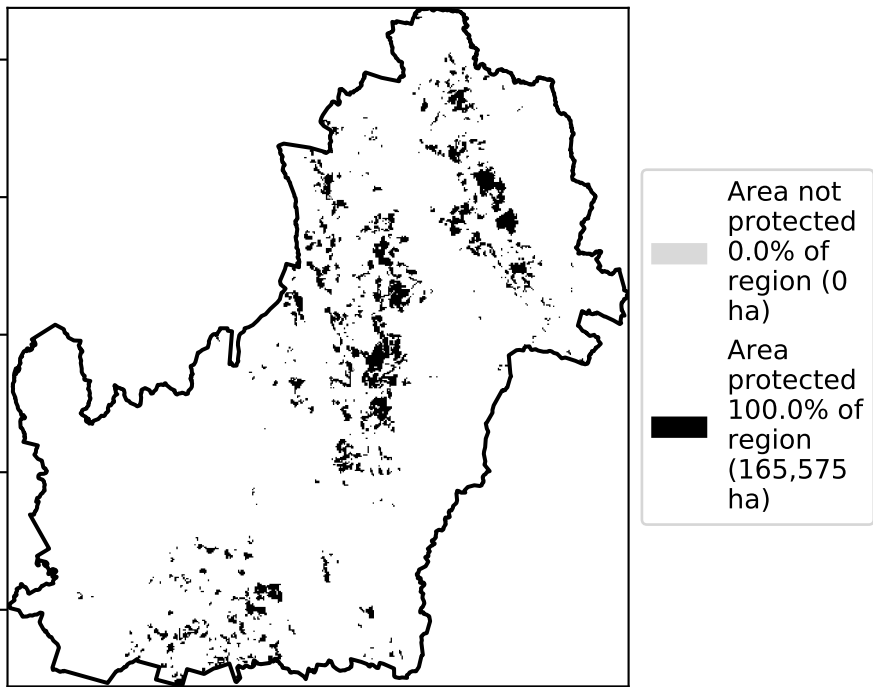 Area not
protected
0.0% of
region (0
ha)
Area
protected
100.0% of
region
(165,575
ha)